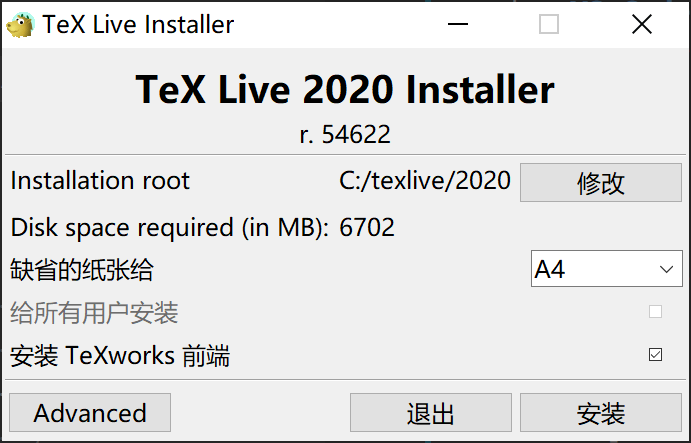 TeX Live Installer
TeX Live 2020 Installer
r. 54622
Installation root C:/texlive/2020 修改
Disk space required (in MB): 6702
缺省的纸张给 A4
给所有用户安装
安装 TeXworks 前端
Advanced 退出 安装